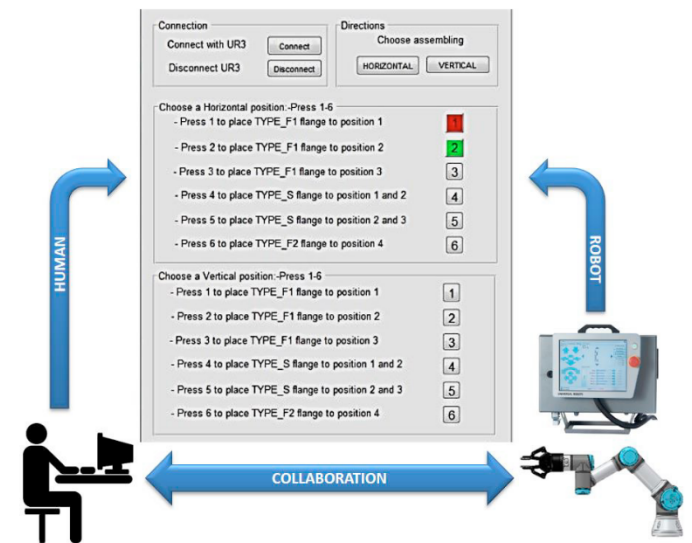 Connection
Connect with UR3
Connect
Disconnect UR3
Disconnect
Directions
Choose assembling
HORIZONTAL
VERTICAL
Choose a Horizontal position:-Press 1-6
- Press 1 to place TYPE_F1 flange to position 1
1
- Press 2 to place TYPE_F1 flange to position 2
2
- Press 3 to place TYPE_F1 flange to position 3
3
- Press 4 to place TYPE_S flange to position 1 and 2
4
- Press 5 to place TYPE_S flange to position 2 and 3
5
- Press 6 to place TYPE_F2 flange to position 4
6
Choose a Vertical position:-Press 1-6
- Press 1 to place TYPE_F1 flange to position 1
1
- Press 2 to place TYPE_F1 flange to position 2
2
- Press 3 to place TYPE_F1 flange to position 3
3
- Press 4 to place TYPE_S flange to position 1 and 2
4
- Press 5 to place TYPE_S flange to position 2 and 3
5
- Press 6 to place TYPE_F2 flange to position 4
6
HUMAN
ROBOT
COLLABORATION